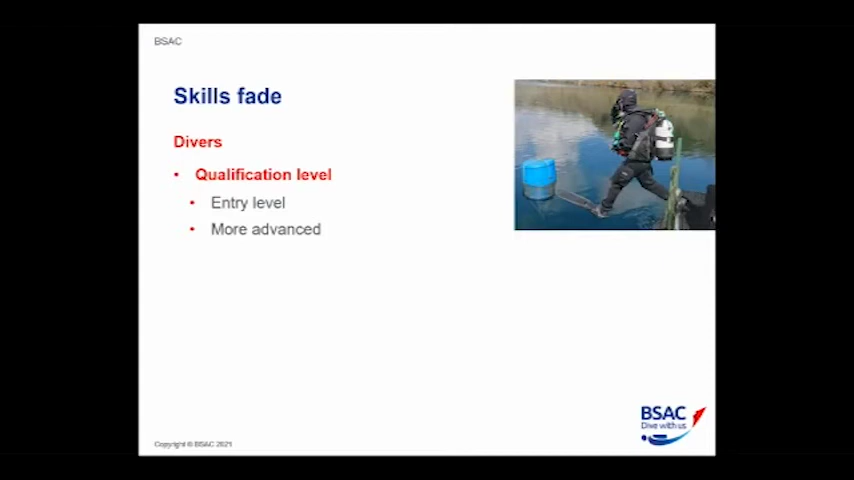 BSAC
Skills fade
Divers
• Qualification level
• Entry level
• More advanced
BSAC
Dive with us
Copyright © BSAC 2021